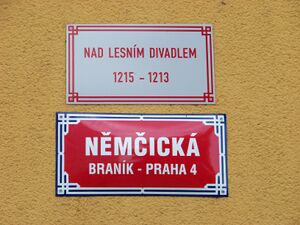 NAD LESNÍM DIVADLEM
1215 - 1213
NĚMČICKÁ
BRANÍK - PRAHA 4